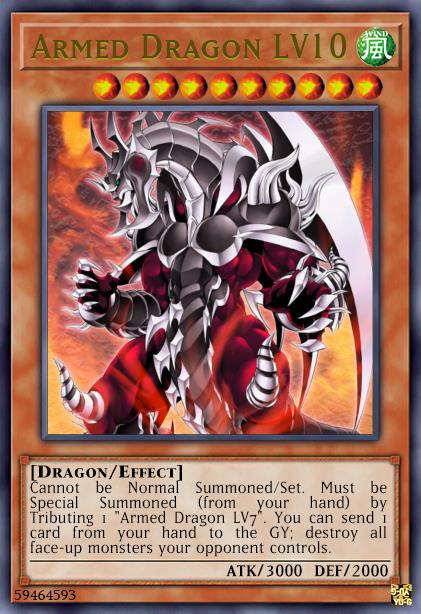 Armed Dragon LV10
WIND
風
[Dragon/Effect]
Cannot be Normal Summoned/Set. Must be
Special Summoned (from your hand) by
Tributing 1 "Armed Dragon LV7". You can send 1
card from your hand to the GY; destroy all
face-up monsters your opponent controls.
ATK/3000 DEF/2000
59464593